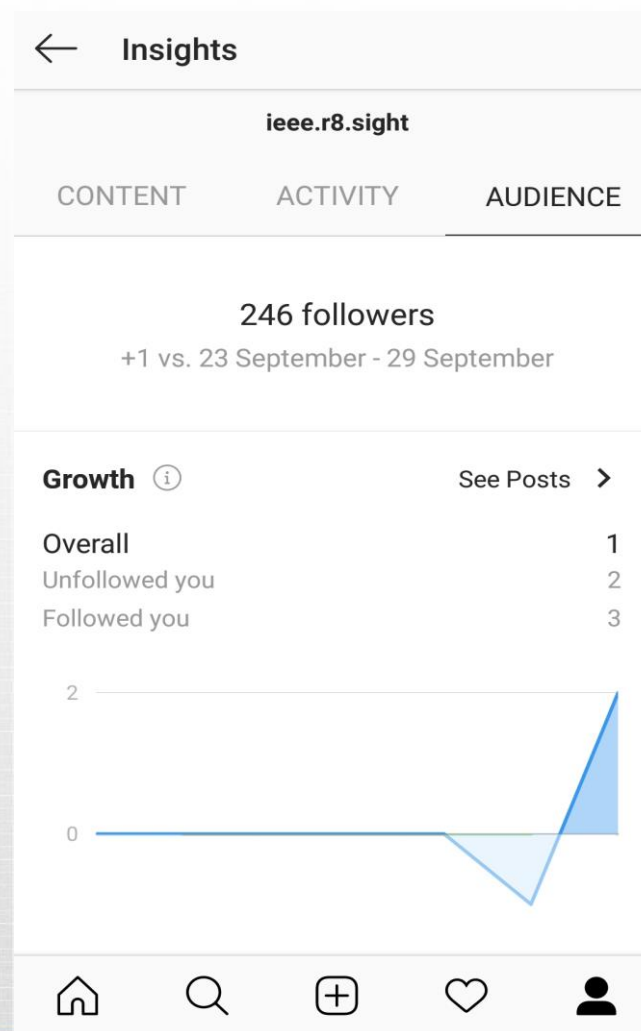 Insights
ieee.r8.sight
CONTENT ACTIVITY AUDIENCE
246 followers
+1 vs. 23 September - 29 September
Growth See Posts
Overall 1
Unfollowed you 2
Followed you 3
2
0